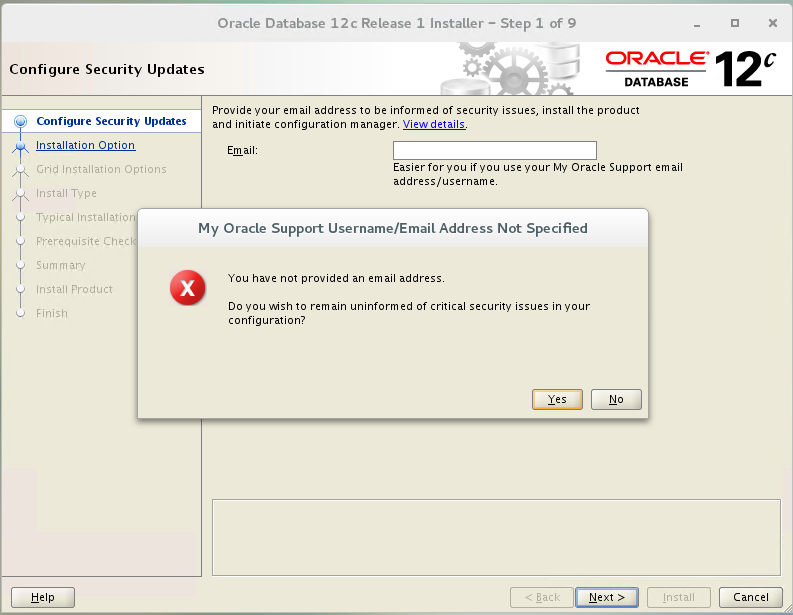 Oracle Database 12c Release 1 Installer - Step 1 of 9
Configure Security Updates
ORACLE
DATABASE
12c
Configure Security Updates
Installation Option
Grid Installation Options
Install Type
Typical Installation
Prerequisite Check
Summary
Install Product
Finish
Provide your email address to be informed of security issues, install the product
and initiate configuration manager. View details.
Email:
Easier for you if you use your My Oracle Support email
address/username.
My Oracle Support Username/Email Address Not Specified
X
You have not provided an email address.
Do you wish to remain uninformed of critical security issues in your
configuration?
Yes
No
Help
< Back
Next >
Install
Cancel